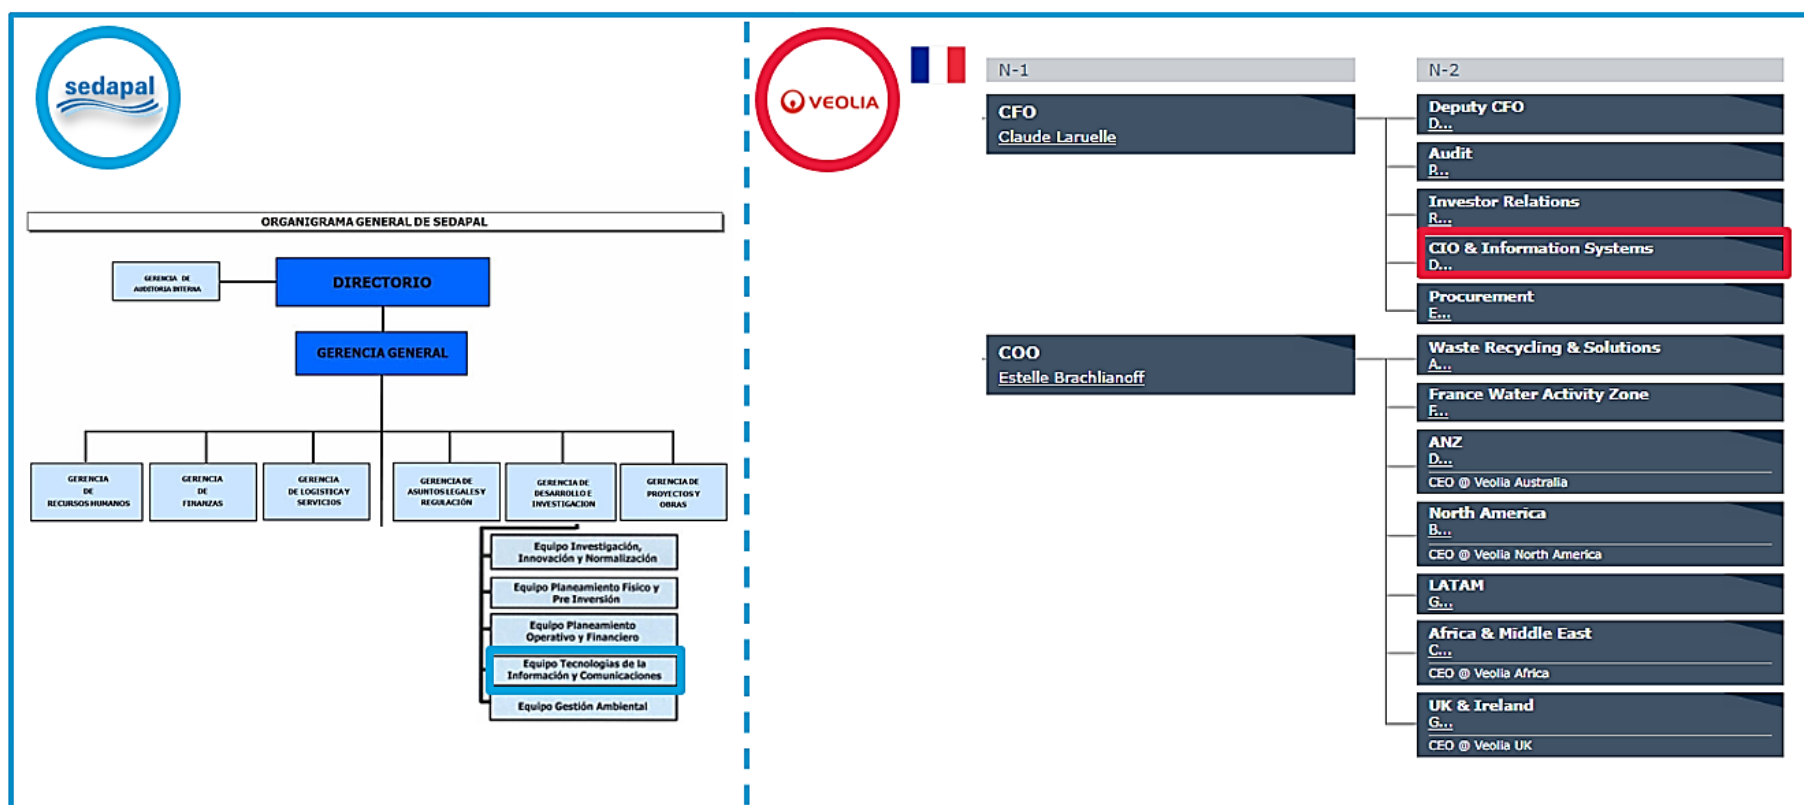 sedapal
ORGANIGRAMA GENERAL DE SEDAPAL
GERENCIA DE
AUDITORIA INTERNA
DIRECTORIO
GERENCIA GENERAL
GERENCIA
DE
RECURSOS HUMANOS
GERENCIA
DE
FINANZAS
GERENCIA
DE LOGISTICA Y
SERVICIOS
GERENCIA DE
ASUNTOS LEGALES Y
REGULACIÓN
GERENCIA DE
DESARROLLO E
INVESTIGACION
GERENCIA DE
PROYECTOS Y
OBRAS
Equipo Investigación,
Innovación y Normalización
Equipo Planeamiento Físico y
Pre Inversión
Equipo Planeamiento
Operativo y Financiero
Equipo Tecnologías de la
Información y Comunicaciones
Equipo Gestión Ambiental
VEOLIA
N-1
CFO
Claude Laruelle
COO
Estelle Brachlianoff
N-2
Deputy CFO
D...
Audit
P...
Investor Relations
R...
CIO & Information Systems
D...
Procurement
E...
Waste Recycling & Solutions
A...
France Water Activity Zone
F...
ANZ
D...
CEO @ Veolia Australia
North America
B...
CEO @ Veolia North America
LATAM
G...
Africa & Middle East
C...
CEO @ Veolia Africa
UK & Ireland
G...
CEO @ Veolia UK